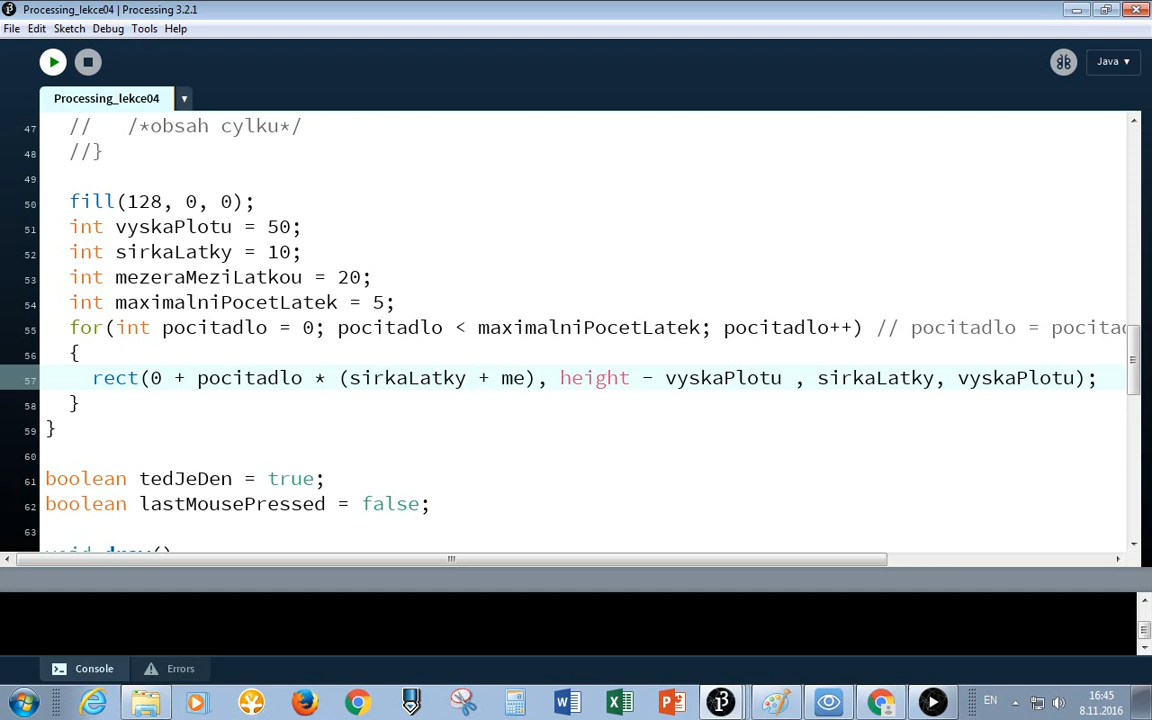 Processing_lekce04 | Processing 3.2.1
File Edit Sketch Debug Tools Help
Java ▾
Processing_lekce04 ▾
47 //   /*obsah cylku*/
48 //}
49
50 fill(128, 0, 0);
51 int vyskaPlotu = 50;
52 int sirkaLatky = 10;
53 int mezeraMeziLatkou = 20;
54 int maximalniPocetLatek = 5;
55 for(int pocitadlo = 0; pocitadlo < maximalniPocetLatek; pocitadlo++) // pocitadlo = pocitad
56 {
57 rect(0 + pocitadlo * (sirkaLatky + me), height - vyskaPlotu , sirkaLatky, vyskaPlotu);
58 }
59 }
60
61 boolean tedJeDen = true;
62 boolean lastMousePressed = false;
63
void draw()
Console Errors
EN 16:45
8.11.2016